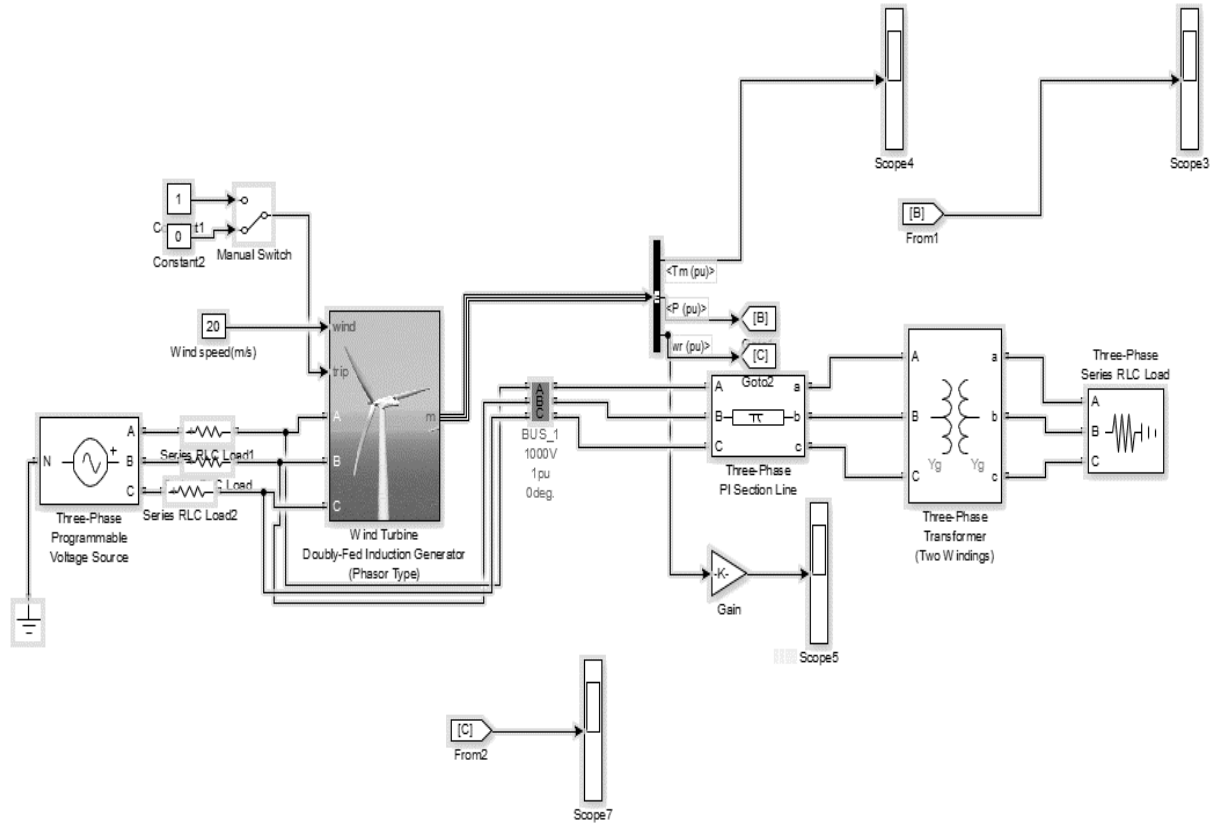 Scope4
Scope3
[B]
From1
1
0
Constant2
Manual Switch
<Tm (pu)>
<P (pu)>
wr (pu)>
[B]
[C]
Goto2
20
Wind speed(m/s)
wind
trip
A
B
C
m
Wind Turbine
Doubly-Fed Induction Generator
(Phasor Type)
N
A
B
C
+
Three-Phase
Programmable
Voltage Source
Series RLC Load1
C Load
Series RLC Load2
A
B
C
BUS_1
1000V
1pu
0deg.
A
B
C
π
a
b
c
Three-Phase
PI Section Line
A
B
C
a
b
c
Yg
Yg
Three-Phase
Transformer
(Two Windings)
Three-Phase
Series RLC Load
A
B
C
-K-
Gain
Scope5
[C]
From2
Scope7